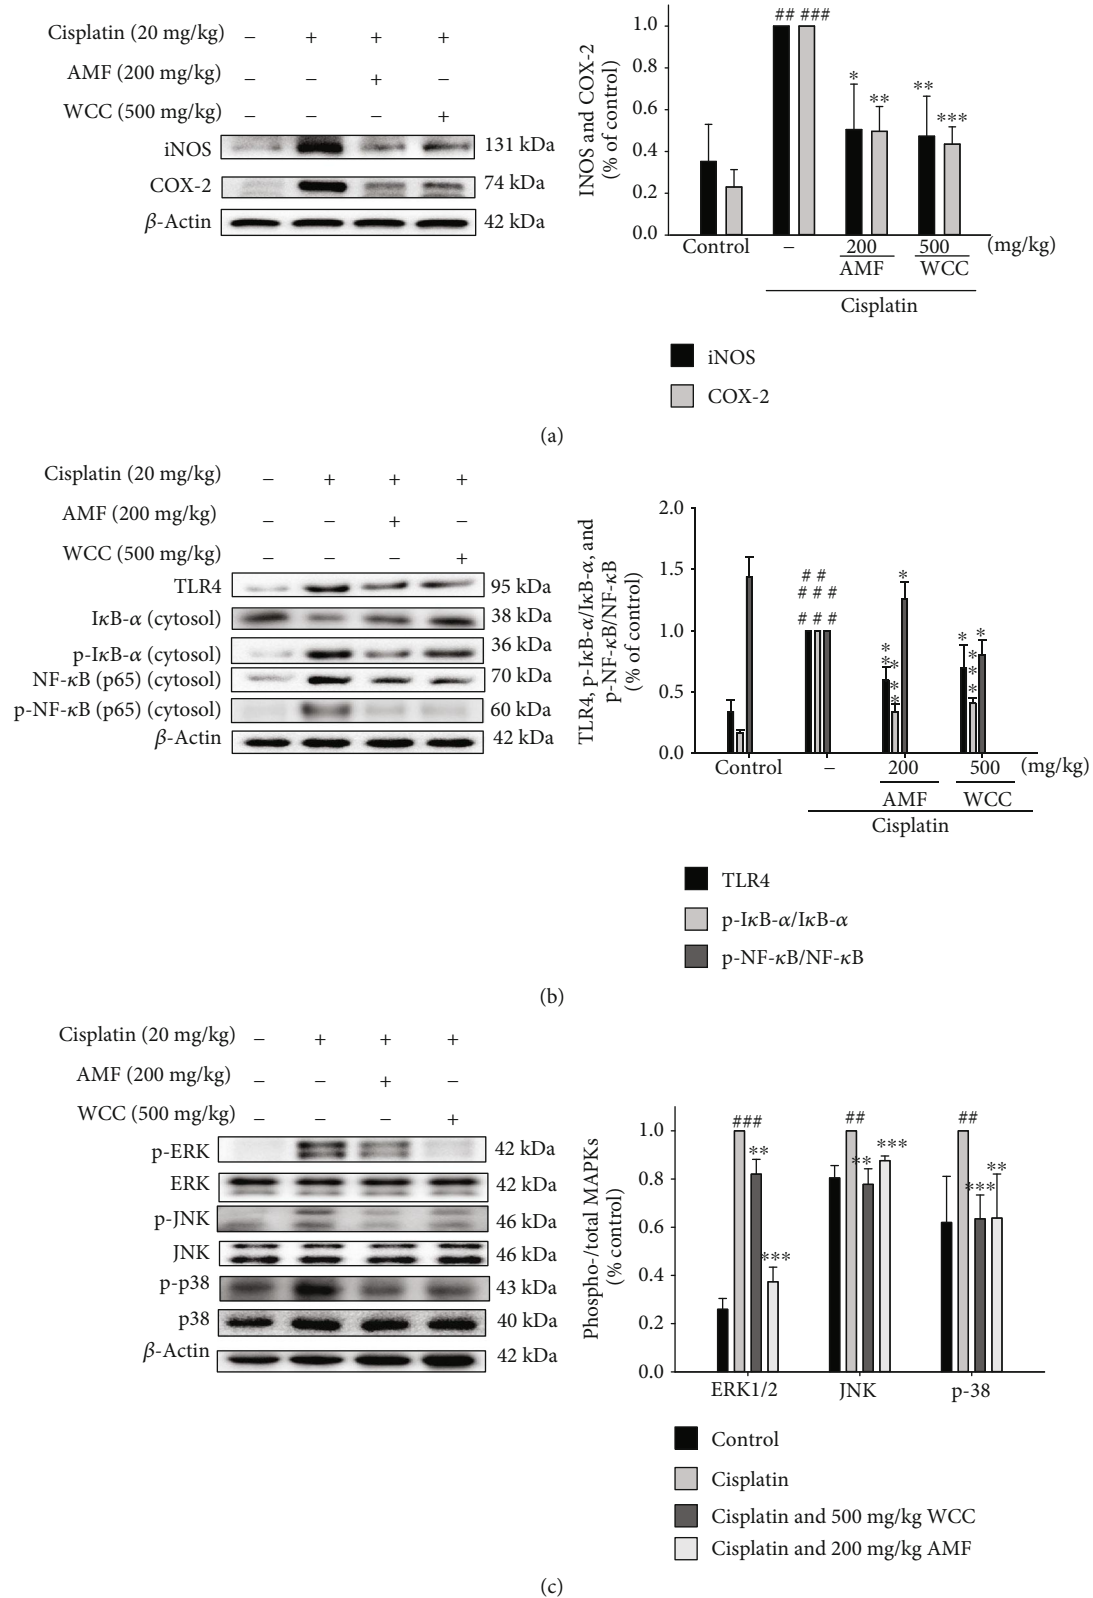 Cisplatin (20 mg/kg) – + + +
AMF (200 mg/kg) – – + –
WCC (500 mg/kg) – – – +
iNOS 131 kDa
COX-2 74 kDa
β-Actin 42 kDa
INOS and COX-2
(% of control)
1.0
0.8
0.6
0.4
0.2
0.0
## ###
* **
** ***
Control – 200 500 (mg/kg)
AMF WCC
Cisplatin
iNOS
COX-2
(a)
Cisplatin (20 mg/kg) – + + +
AMF (200 mg/kg) – – + –
WCC (500 mg/kg) – – – +
TLR4 95 kDa
IκB-α (cytosol) 38 kDa
p-IκB-α (cytosol) 36 kDa
NF-κB (p65) (cytosol) 70 kDa
p-NF-κB (p65) (cytosol) 60 kDa
β-Actin 42 kDa
TLR4, p-IκB-α/IκB-α, and
p-NF-κB/NF-κB
(% of control)
2.0
1.5
1.0
0.5
0.0
# #
# # #
# # #
** *** *
* *** *
Control – 200 500 (mg/kg)
AMF WCC
Cisplatin
TLR4
p-IκB-α/IκB-α
p-NF-κB/NF-κB
(b)
Cisplatin (20 mg/kg) – + + +
AMF (200 mg/kg) – – + –
WCC (500 mg/kg) – – – +
p-ERK 42 kDa
ERK 42 kDa
p-JNK 46 kDa
JNK 46 kDa
p-p38 43 kDa
p38 40 kDa
β-Actin 42 kDa
Phospho-/total MAPKs
(% control)
1.0
0.8
0.6
0.4
0.2
0.0
### ** ***
## ** ***
## *** **
ERK1/2 JNK p-38
Control
Cisplatin
Cisplatin and 500 mg/kg WCC
Cisplatin and 200 mg/kg AMF
(c)